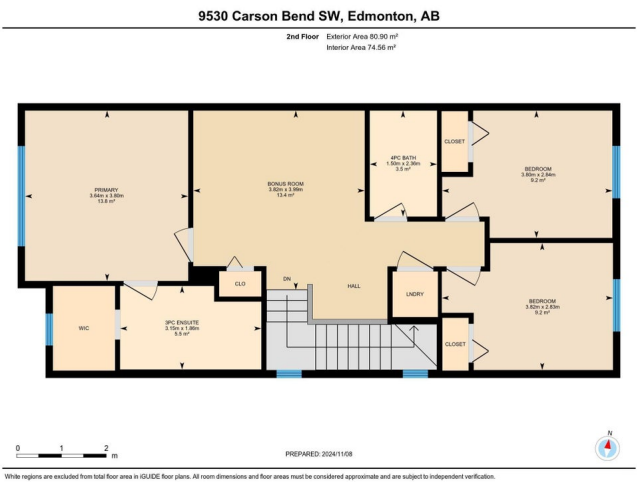 9530 Carson Bend SW, Edmonton, AB
2nd Floor Exterior Area 80.90 m²
Interior Area 74.56 m²
PRIMARY
3.64m x 3.80m
13.8 m²
BONUS ROOM
3.82m x 3.99m
13.4 m²
4PC BATH
1.50m x 2.36m
3.5 m²
CLOSET
BEDROOM
3.80m x 2.84m
9.2 m²
CLO
DN
HALL
LNDRY
BEDROOM
3.62m x 2.83m
9.2 m²
WIC
3PC ENSUITE
3.15m x 1.86m
5.5 m²
CLOSET
N
0 1 2
m
PREPARED: 2024/11/08
White regions are excluded from total floor area in iGUIDE floor plans. All room dimensions and floor areas must be considered approximate and are subject to independent verification.